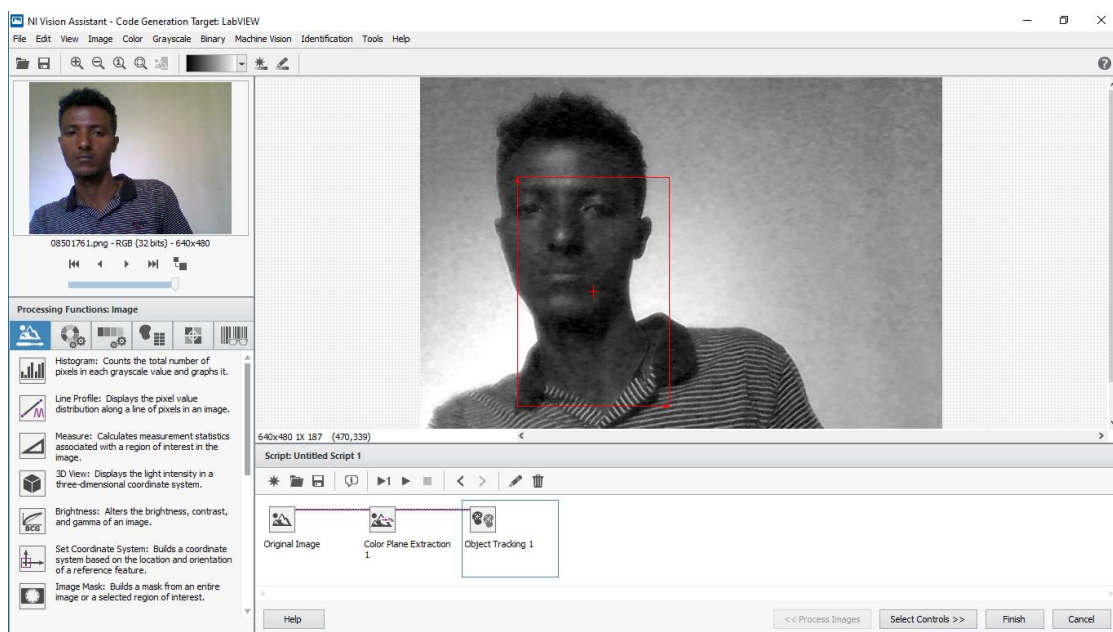 NI Vision Assistant - Code Generation Target: LabVIEW
File Edit View Image Color Grayscale Binary Machine Vision Identification Tools Help
08501761.png - RGB (32 bits) - 640x480
Processing Functions: Image
Histogram: Counts the total number of
pixels in each grayscale value and graphs it.
Line Profile: Displays the pixel value
distribution along a line of pixels in an image.
Measure: Calculates measurement statistics
associated with a region of interest in the
image.
3D View: Displays the light intensity in a
three-dimensional coordinate system.
Brightness: Alters the brightness, contrast,
and gamma of an image.
BCG
Set Coordinate System: Builds a coordinate
system based on the location and orientation
of a reference feature.
Image Mask: Builds a mask from an entire
image or a selected region of interest.
640x480 1X 187 (470,339)
Script: Untitled Script 1
1
Original Image
Color Plane Extraction
1
Object Tracking 1
Help
<< Process Images
Select Controls >>
Finish
Cancel